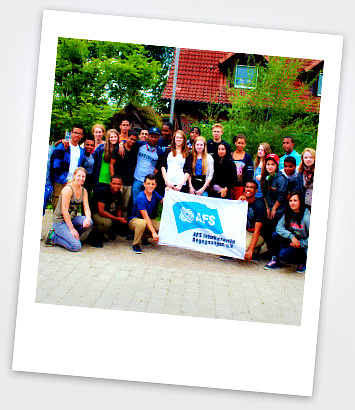 AFS
AFS Interkulturelle
Begegnungen e.V.